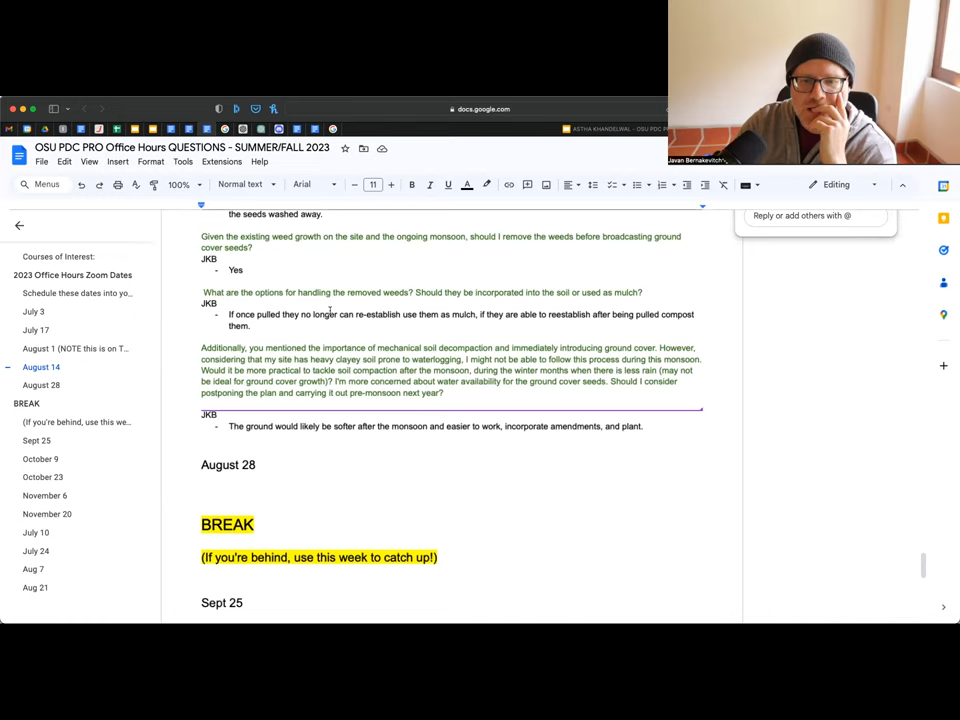 docs.google.com
ASTHA KHANDELWAL - OSU PDC P
Javan Bernakevitch
OSU PDC PRO Office Hours QUESTIONS - SUMMER/FALL 2023
File Edit View Insert Format Tools Extensions Help
Menus 100% Normal text Arial 11 B I U A Editing
Reply or add others with @
Courses of Interest:
2023 Office Hours Zoom Dates
Schedule these dates into yo...
July 3
July 17
August 1 (NOTE this is on T...
August 14
August 28
BREAK
(If you're behind, use this we...
Sept 25
October 9
October 23
November 6
November 20
July 10
July 24
Aug 7
Aug 21
the seeds washed away.
Given the existing weed growth on the site and the ongoing monsoon, should I remove the weeds before broadcasting ground
cover seeds?
JKB
- Yes
What are the options for handling the removed weeds? Should they be incorporated into the soil or used as mulch?
JKB
- If once pulled they no longer can re-establish use them as mulch, if they are able to reestablish after being pulled compost
them.
Additionally, you mentioned the importance of mechanical soil decompaction and immediately introducing ground cover. However,
considering that my site has heavy clayey soil prone to waterlogging, I might not be able to follow this process during this monsoon.
Would it be more practical to tackle soil compaction after the monsoon, during the winter months when there is less rain (may not
be ideal for ground cover growth)? I'm more concerned about water availability for the ground cover seeds. Should I consider
postponing the plan and carrying it out pre-monsoon next year?
JKB
- The ground would likely be softer after the monsoon and easier to work, incorporate amendments, and plant.
August 28
BREAK
(If you're behind, use this week to catch up!)
Sept 25